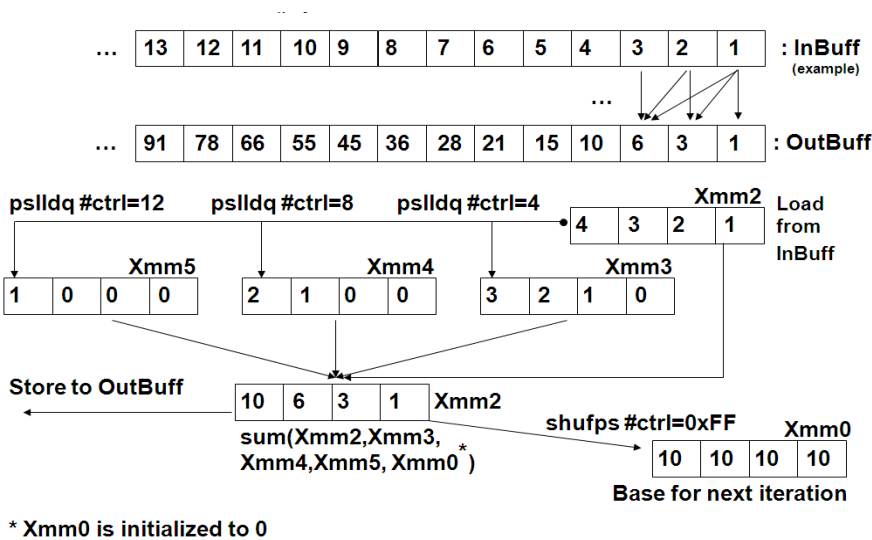 ... 13 12 11 10 9 8 7 6 5 4 3 2 1 : InBuff
(example)
...
... 91 78 66 55 45 36 28 21 15 10 6 3 1 : OutBuff
pslldq #ctrl=12 pslldq #ctrl=8 pslldq #ctrl=4 Xmm2
4 3 2 1 Load
from
InBuff
Xmm5 Xmm4 Xmm3
1 0 0 0 2 1 0 0 3 2 1 0
Store to OutBuff
10 6 3 1 Xmm2
sum(Xmm2,Xmm3,
Xmm4,Xmm5, Xmm0*)
shufps #ctrl=0xFF Xmm0
10 10 10 10
Base for next iteration
* Xmm0 is initialized to 0